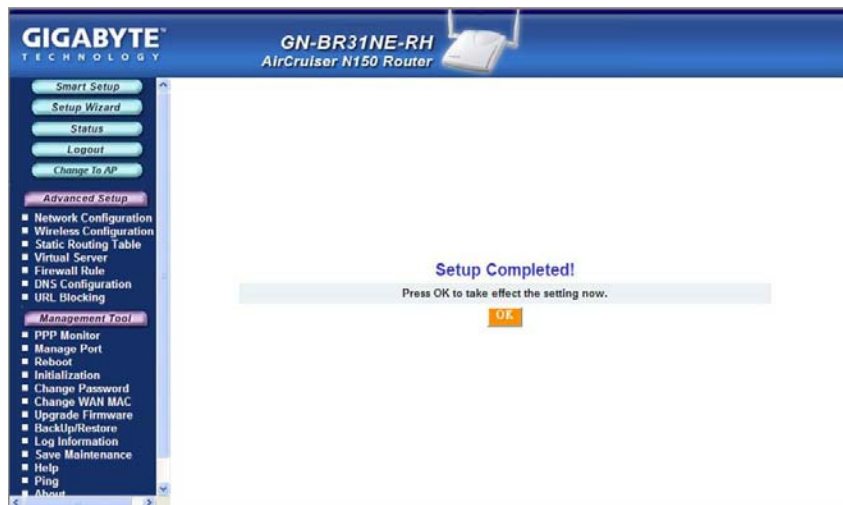 GIGABYTE™
TECHNOLOGY
GN-BR31NE-RH
AirCruiser N150 Router
Smart Setup
Setup Wizard
Status
Logout
Change To AP
Advanced Setup
Network Configuration
Wireless Configuration
Static Routing Table
Virtual Server
Firewall Rule
DNS Configuration
URL Blocking
Management Tool
PPP Monitor
Manage Port
Reboot
Initialization
Change Password
Change WAN MAC
Upgrade Firmware
BackUp/Restore
Log Information
Save Maintenance
Help
Ping
About
Setup Completed!
Press OK to take effect the setting now.
OK